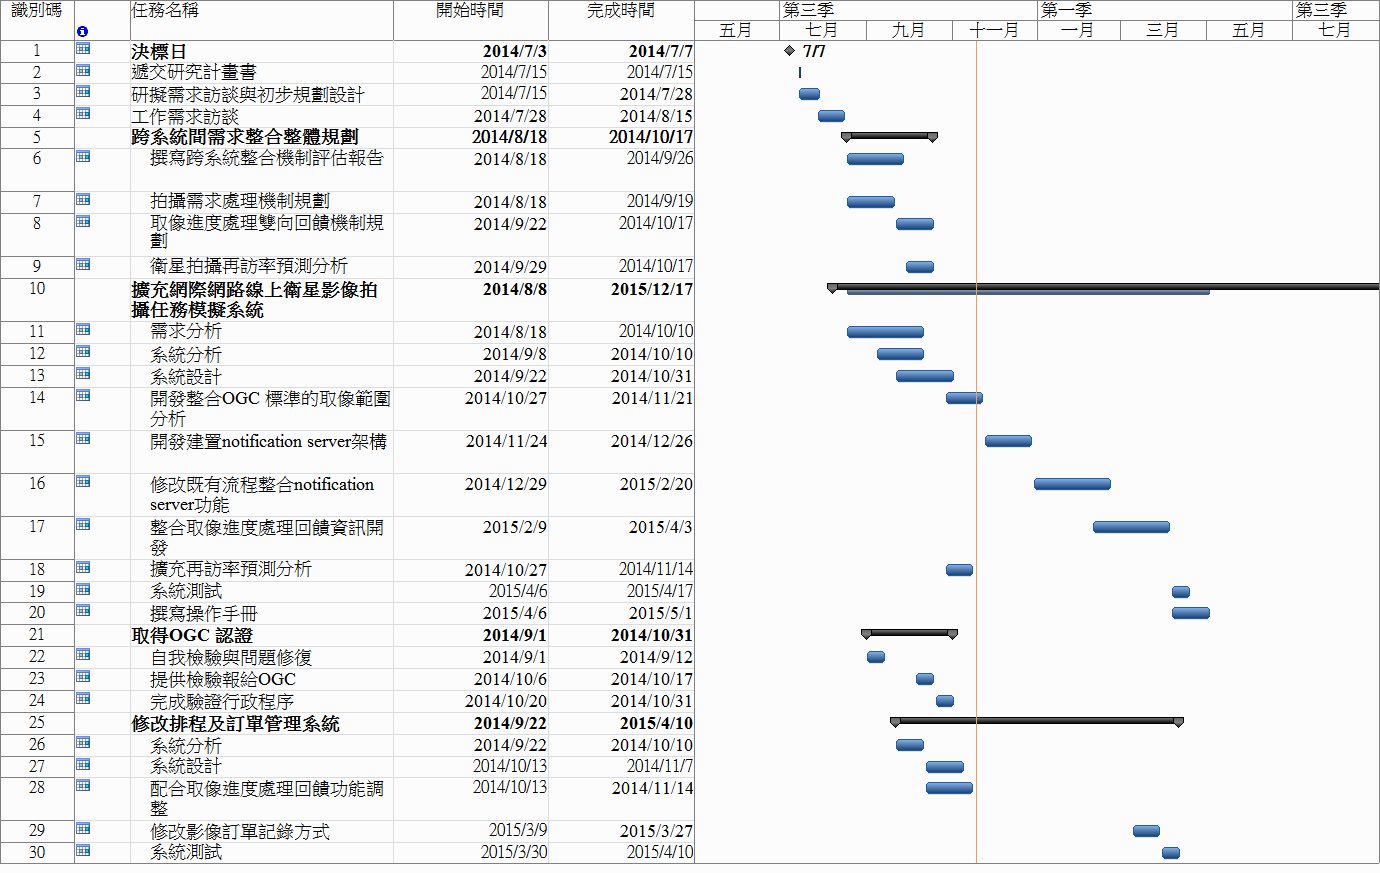 識別碼 任務名稱 開始時間 完成時間 第三季 第一季 第三季
五月 七月 九月 十一月 一月 三月 五月 七月
1 決標日 2014/7/3 2014/7/7 7/7
2 遞交研究計畫書 2014/7/15 2014/7/15
3 研擬需求訪談與初步規劃設計 2014/7/15 2014/7/28
4 工作需求訪談 2014/7/28 2014/8/15
5 跨系統間需求整合整體規劃 2014/8/18 2014/10/17
6 撰寫跨系統整合機制評估報告 2014/8/18 2014/9/26
7 拍攝需求處理機制規劃 2014/8/18 2014/9/19
8 取像進度處理雙向回饋機制規 2014/9/22 2014/10/17
劃
9 衛星拍攝再訪率預測分析 2014/9/29 2014/10/17
10 擴充網際網路線上衛星影像拍 2014/8/8 2015/12/17
攝任務模擬系統
11 需求分析 2014/8/18 2014/10/10
12 系統分析 2014/9/8 2014/10/10
13 系統設計 2014/9/22 2014/10/31
14 開發整合OGC 標準的取像範圍 2014/10/27 2014/11/21
分析
15 開發建置notification server架構 2014/11/24 2014/12/26
16 修改既有流程整合notification 2014/12/29 2015/2/20
server功能
17 整合取像進度處理回饋資訊開 2015/2/9 2015/4/3
發
18 擴充再訪率預測分析 2014/10/27 2014/11/14
19 系統測試 2015/4/6 2015/4/17
20 撰寫操作手冊 2015/4/6 2015/5/1
21 取得OGC 認證 2014/9/1 2014/10/31
22 自我檢驗與問題修復 2014/9/1 2014/9/12
23 提供檢驗報給OGC 2014/10/6 2014/10/17
24 完成驗證行政程序 2014/10/20 2014/10/31
25 修改排程及訂單管理系統 2014/9/22 2015/4/10
26 系統分析 2014/9/22 2014/10/10
27 系統設計 2014/10/13 2014/11/7
28 配合取像進度處理回饋功能調 2014/10/13 2014/11/14
整
29 修改影像訂單記錄方式 2015/3/9 2015/3/27
30 系統測試 2015/3/30 2015/4/10